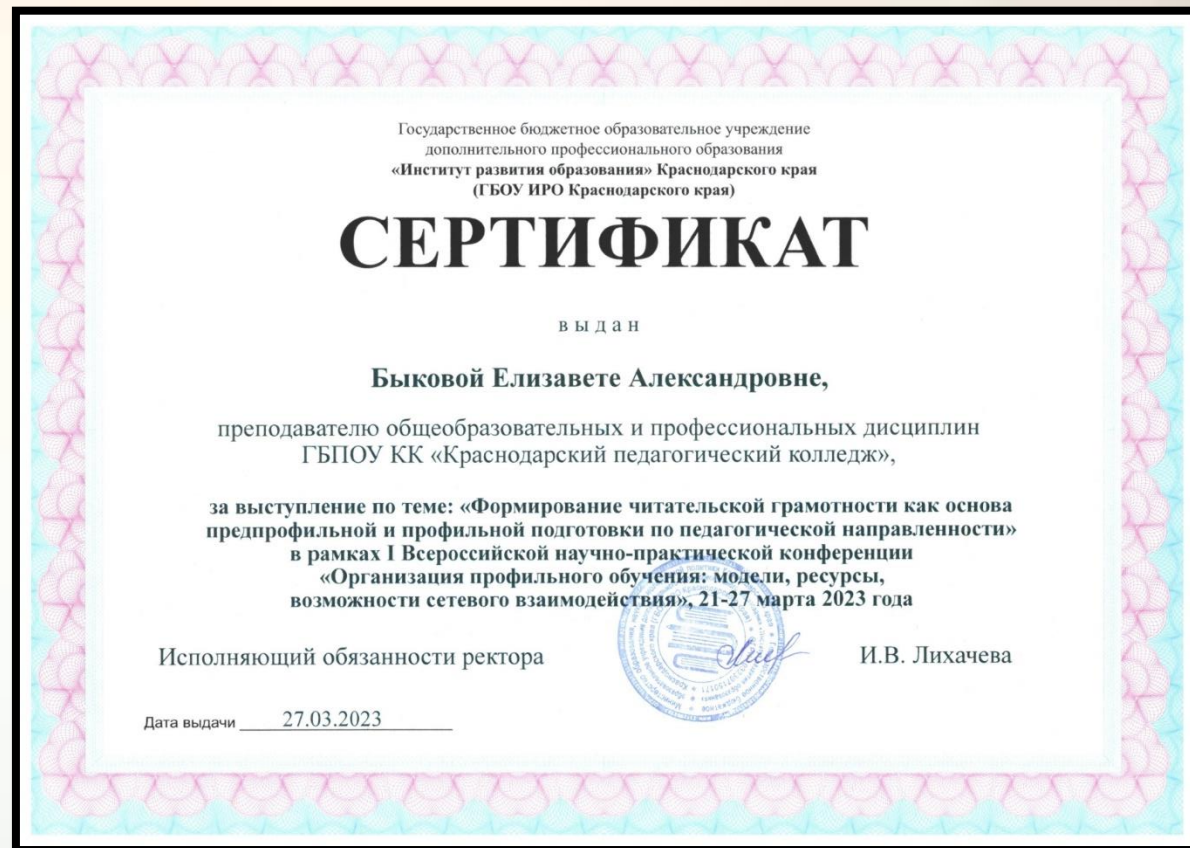 Государственное бюджетное образовательное учреждение
дополнительного профессионального образования
«Институт развития образования» Краснодарского края
(ГБОУ ИРО Краснодарского края)
СЕРТИФИКАТ
выдан
Быковой Елизавете Александровне,
преподавателю общеобразовательных и профессиональных дисциплин
ГБПОУ КК «Краснодарский педагогический колледж»,
за выступление по теме: «Формирование читательской грамотности как основа
предпрофильной и профильной подготовки по педагогической направленности»
в рамках I Всероссийской научно-практической конференции
«Организация профильного обучения: модели, ресурсы,
возможности сетевого взаимодействия», 21-27 марта 2023 года
Исполняющий обязанности ректора И.В. Лихачева
Дата выдачи 27.03.2023